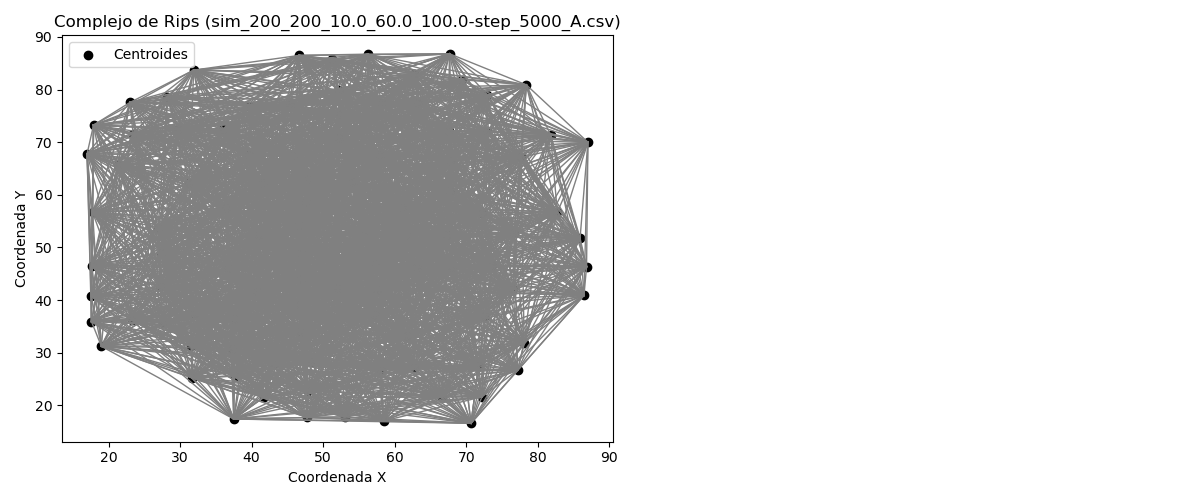 Complejo de Rips (sim_200_200_10.0_60.0_100.0-step_5000_A.csv)
Centroides
90
80
70
60
50
40
30
20
Coordenada Y
20 30 40 50 60 70 80 90
Coordenada X